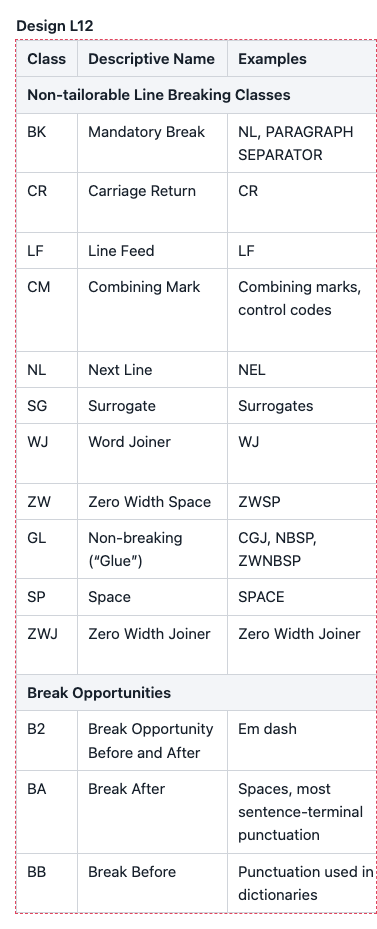 Design L12
Class Descriptive Name Examples
Non-tailorable Line Breaking Classes
BK Mandatory Break NL, PARAGRAPH
SEPARATOR
CR Carriage Return CR
LF Line Feed LF
CM Combining Mark Combining marks,
control codes
NL Next Line NEL
SG Surrogate Surrogates
WJ Word Joiner WJ
ZW Zero Width Space ZWSP
GL Non-breaking CGJ, NBSP,
(“Glue”) ZWNBSP
SP Space SPACE
ZWJ Zero Width Joiner Zero Width Joiner
Break Opportunities
B2 Break Opportunity Em dash
Before and After
BA Break After Spaces, most
sentence-terminal
punctuation
BB Break Before Punctuation used in
dictionaries